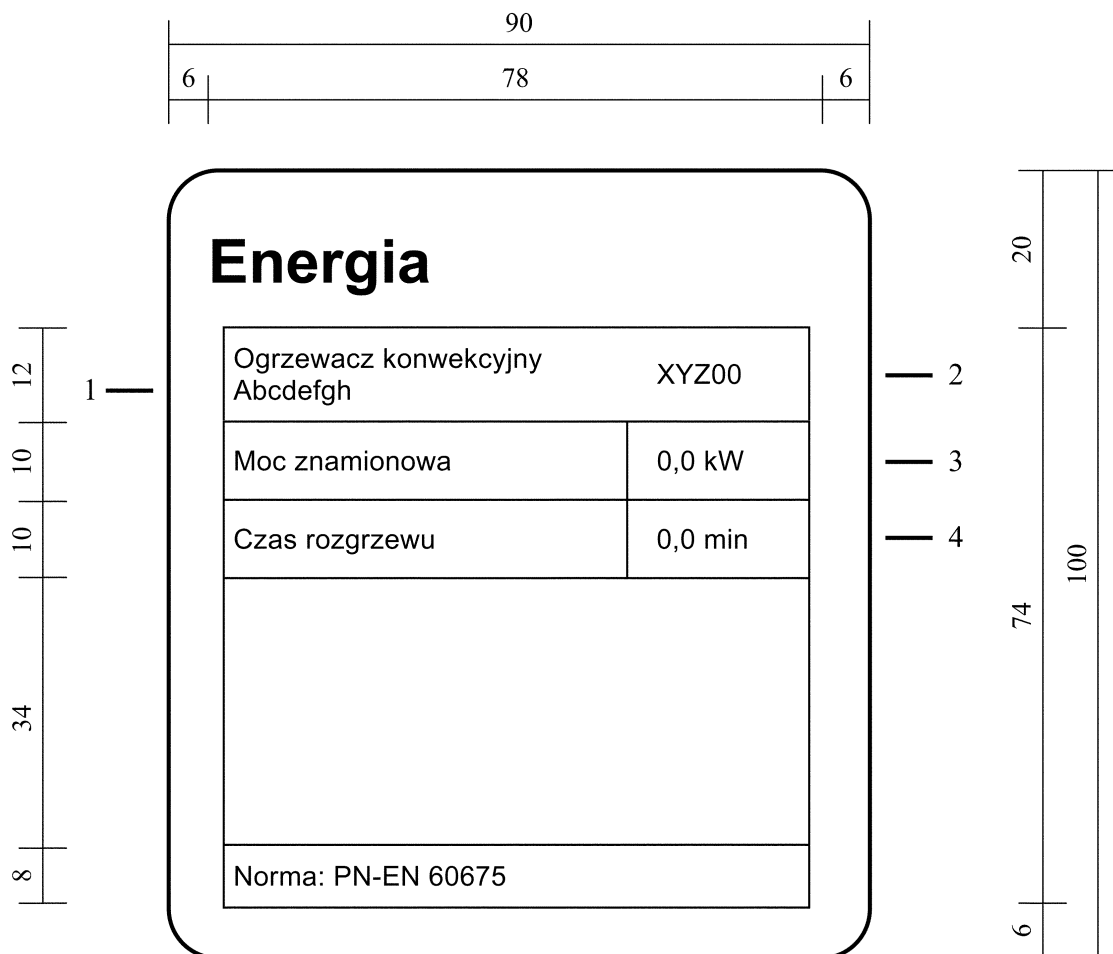 90
6 78 6
Energia
20
12
1
Ogrzewacz konwekcyjny
Abcdefgh
XYZ00
2
10
Moc znamionowa
0,0 kW
3
10
Czas rozgrzewu
0,0 min
4
100
74
34
8
Norma: PN-EN 60675
6